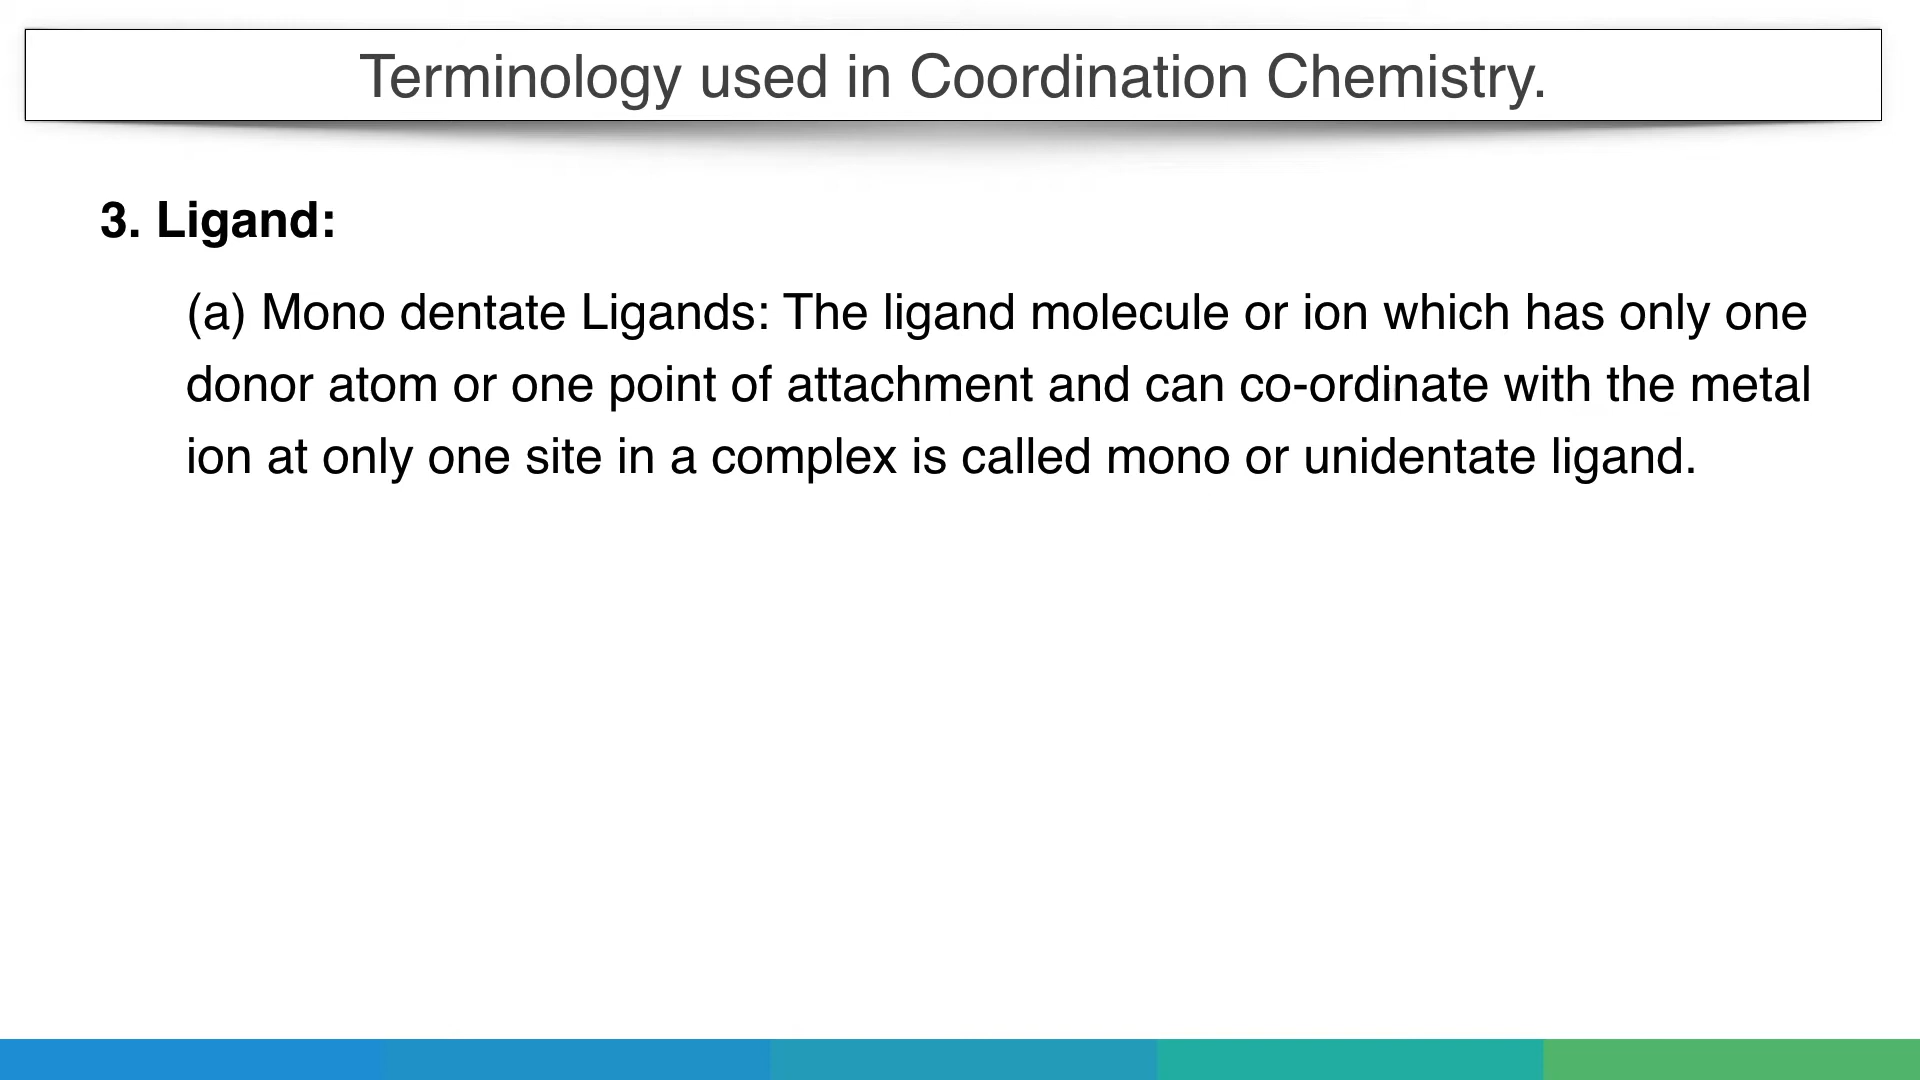 Terminology used in Coordination Chemistry.
3. Ligand:
(a) Mono dentate Ligands: The ligand molecule or ion which has only one
donor atom or one point of attachment and can co-ordinate with the metal
ion at only one site in a complex is called mono or unidentate ligand.